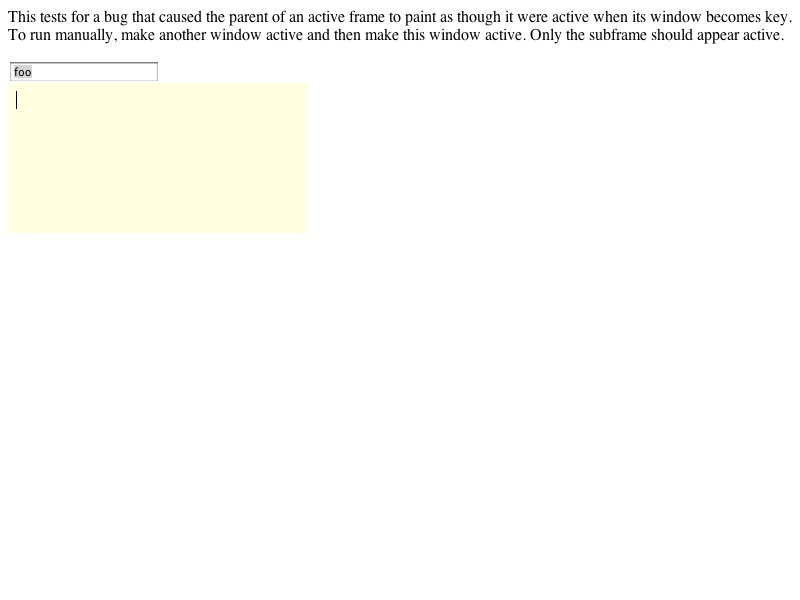 This tests for a bug that caused the parent of an active frame to paint as though it were active when its window becomes key.
To run manually, make another window active and then make this window active. Only the subframe should appear active.
foo